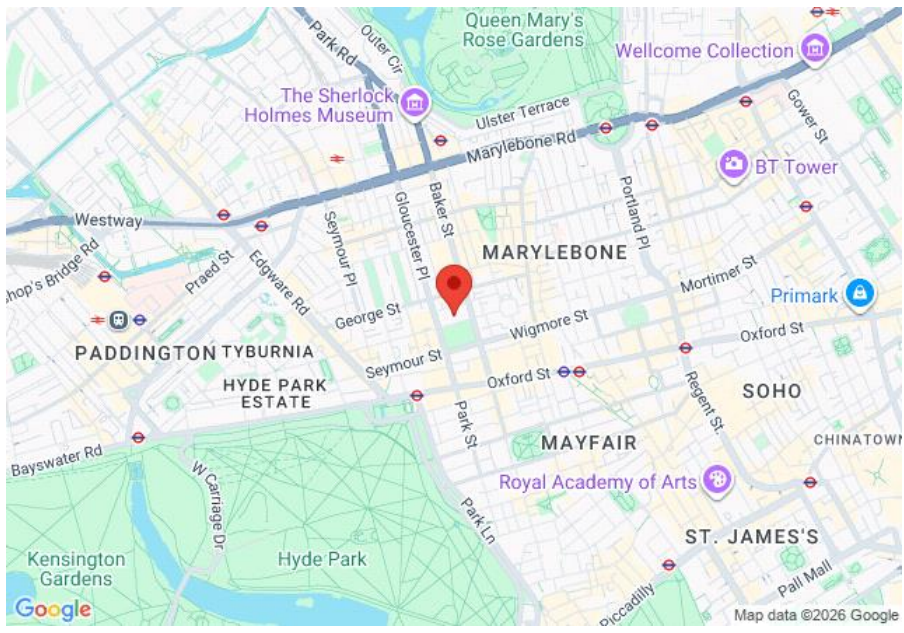 Queen Mary's
Rose Gardens
Wellcome Collection
Park Rd
Outer Cir
The Sherlock
Holmes Museum
Ulster Terrace
Gower St
Marylebone Rd
BT Tower
Westway
Baker St
Gloucester Pl
Seymour Pl
Portland Pl
MARYLEBONE
Edgware Rd
Praed St
hop's Bridge Rd
Mortimer St
Primark
George St
Wigmore St
Oxford St
PADDINGTON
TYBURNIA
Seymour St
HYDE PARK
ESTATE
Oxford St
Regent St.
SOHO
Park St
MAYFAIR
CHINATOWN
Bayswater Rd
W Carriage Dr
Royal Academy of Arts
Park Ln
ST. JAMES'S
Kensington
Gardens
Hyde Park
Piccadilly
Pall Mall
Google
Map data ©2026 Google